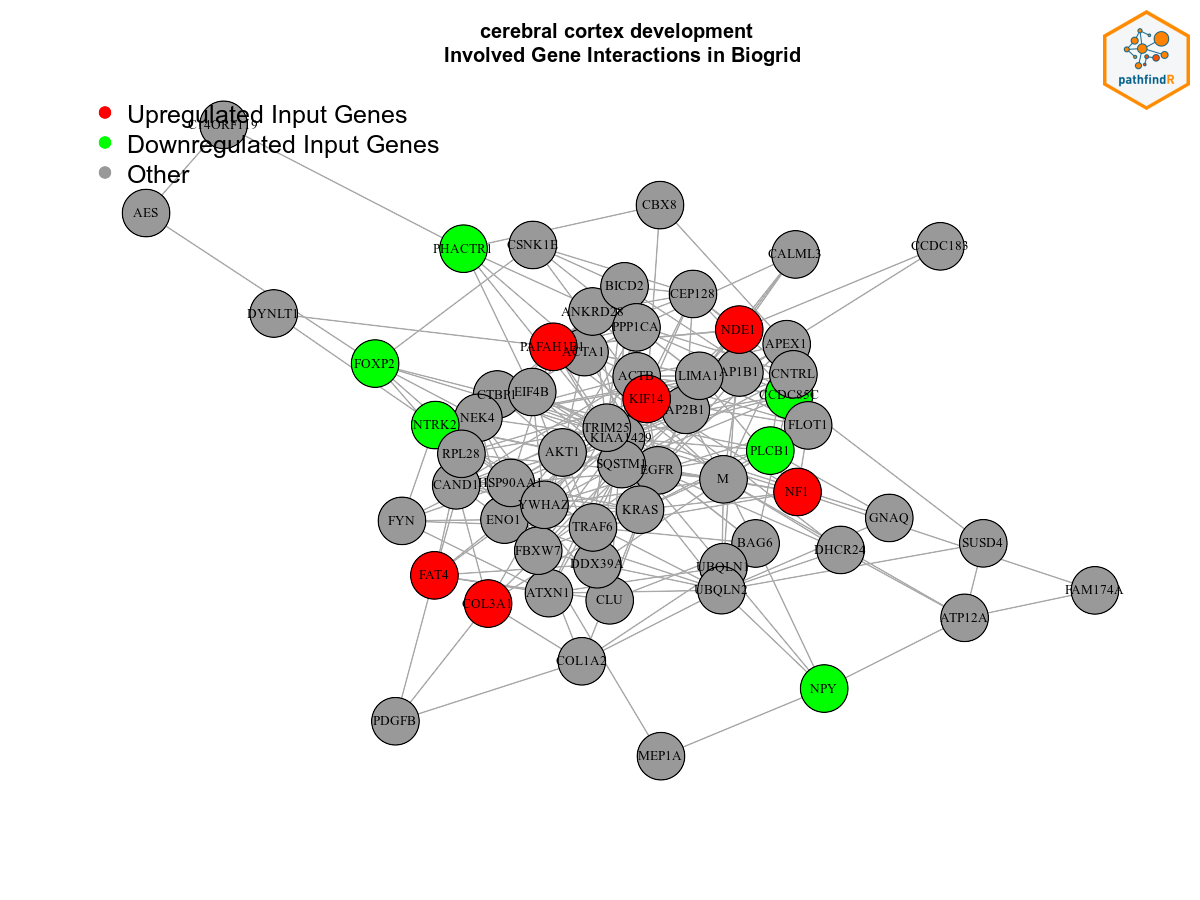 cerebral cortex development
Involved Gene Interactions in Biogrid
pathfindR
Upregulated Input Genes
Downregulated Input Genes
Other
C14ORF119
AES
CBX8
PHACTR1
CSNK1E
CCDC183
CALML3
BICD2
CEP128
ANKRD28
DYNLT1
PPP1CA
NDE1
APEX1
PAFAH1B1
ACTA1
FOXP2
ACTB
LIMA1
AP1B1
CNTRL
CTBP1
EIF4B
KIF14
CCDC85C
AP2B1
NEK4
NTRK2
TRIM25
FLOT1
KIAA1429
RPL28
AKT1
PLCB1
SQSTM1
EGFR
CAND1
HSP90AA1
M
NF1
YWHAZ
KRAS
FYN
ENO1
GNAQ
TRAF6
FBXW7
BAG6
DHCR24
SUSD4
DDX39A
UBQLN1
FAT4
UBQLN2
FAM174A
ATXN1
CLU
COL3A1
ATP12A
COL1A2
NPY
PDGFB
MEP1A